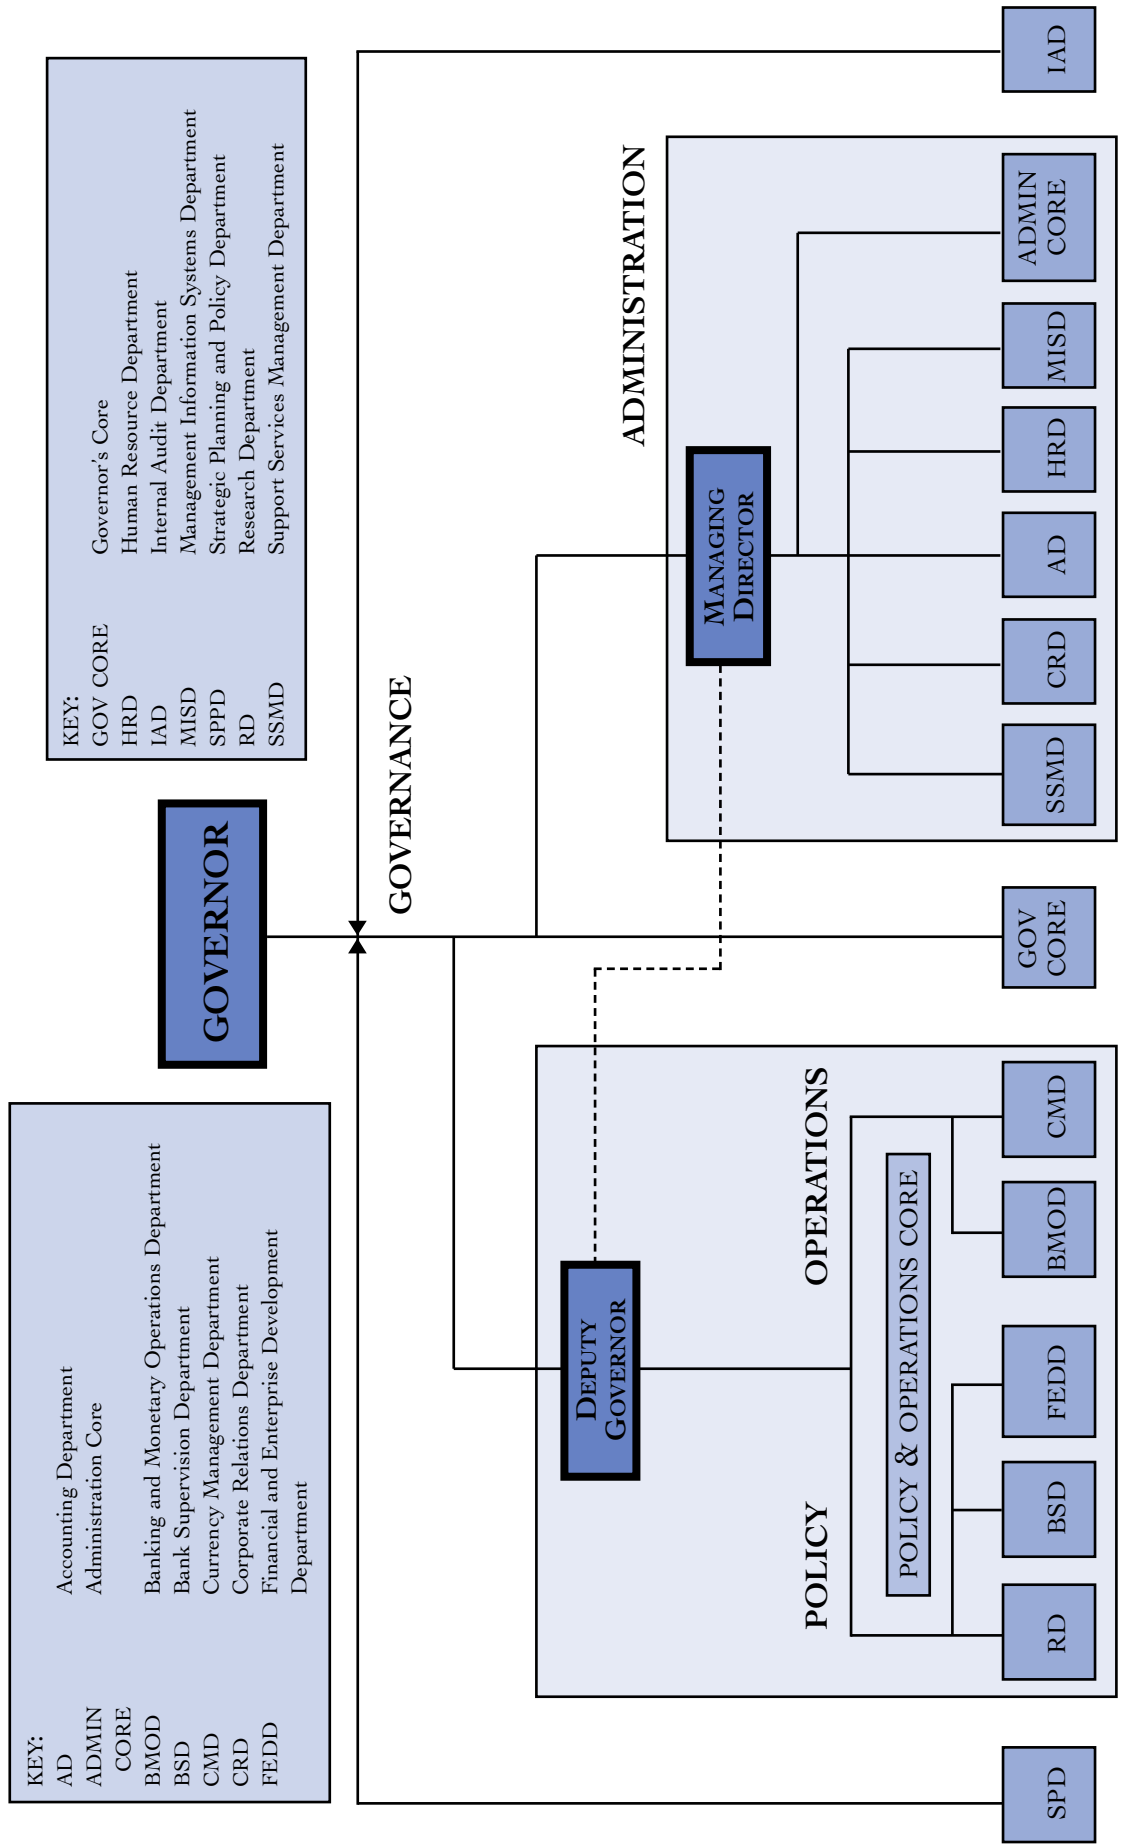 KEY:
AD Accounting Department
ADMIN Administration Core
CORE
BMOD Banking and Monetary Operations Department
BSD Bank Supervision Department
CMD Currency Management Department
CRD Corporate Relations Department
FEDD Financial and Enterprise Development
Department
GOVERNOR
KEY:
GOV CORE Governor's Core
HRD Human Resource Department
IAD Internal Audit Department
MISD Management Information Systems Department
SPPD Strategic Planning and Policy Department
RD Research Department
SSMD Support Services Management Department
GOVERNANCE
DEPUTY
GOVERNOR
POLICY
OPERATIONS
POLICY & OPERATIONS CORE
ADMINISTRATION
MANAGING
DIRECTOR
SPD
RD
BSD
FEDD
BMOD
CMD
GOV
CORE
SSMD
CRD
AD
HRD
MISD
ADMIN
CORE
IAD